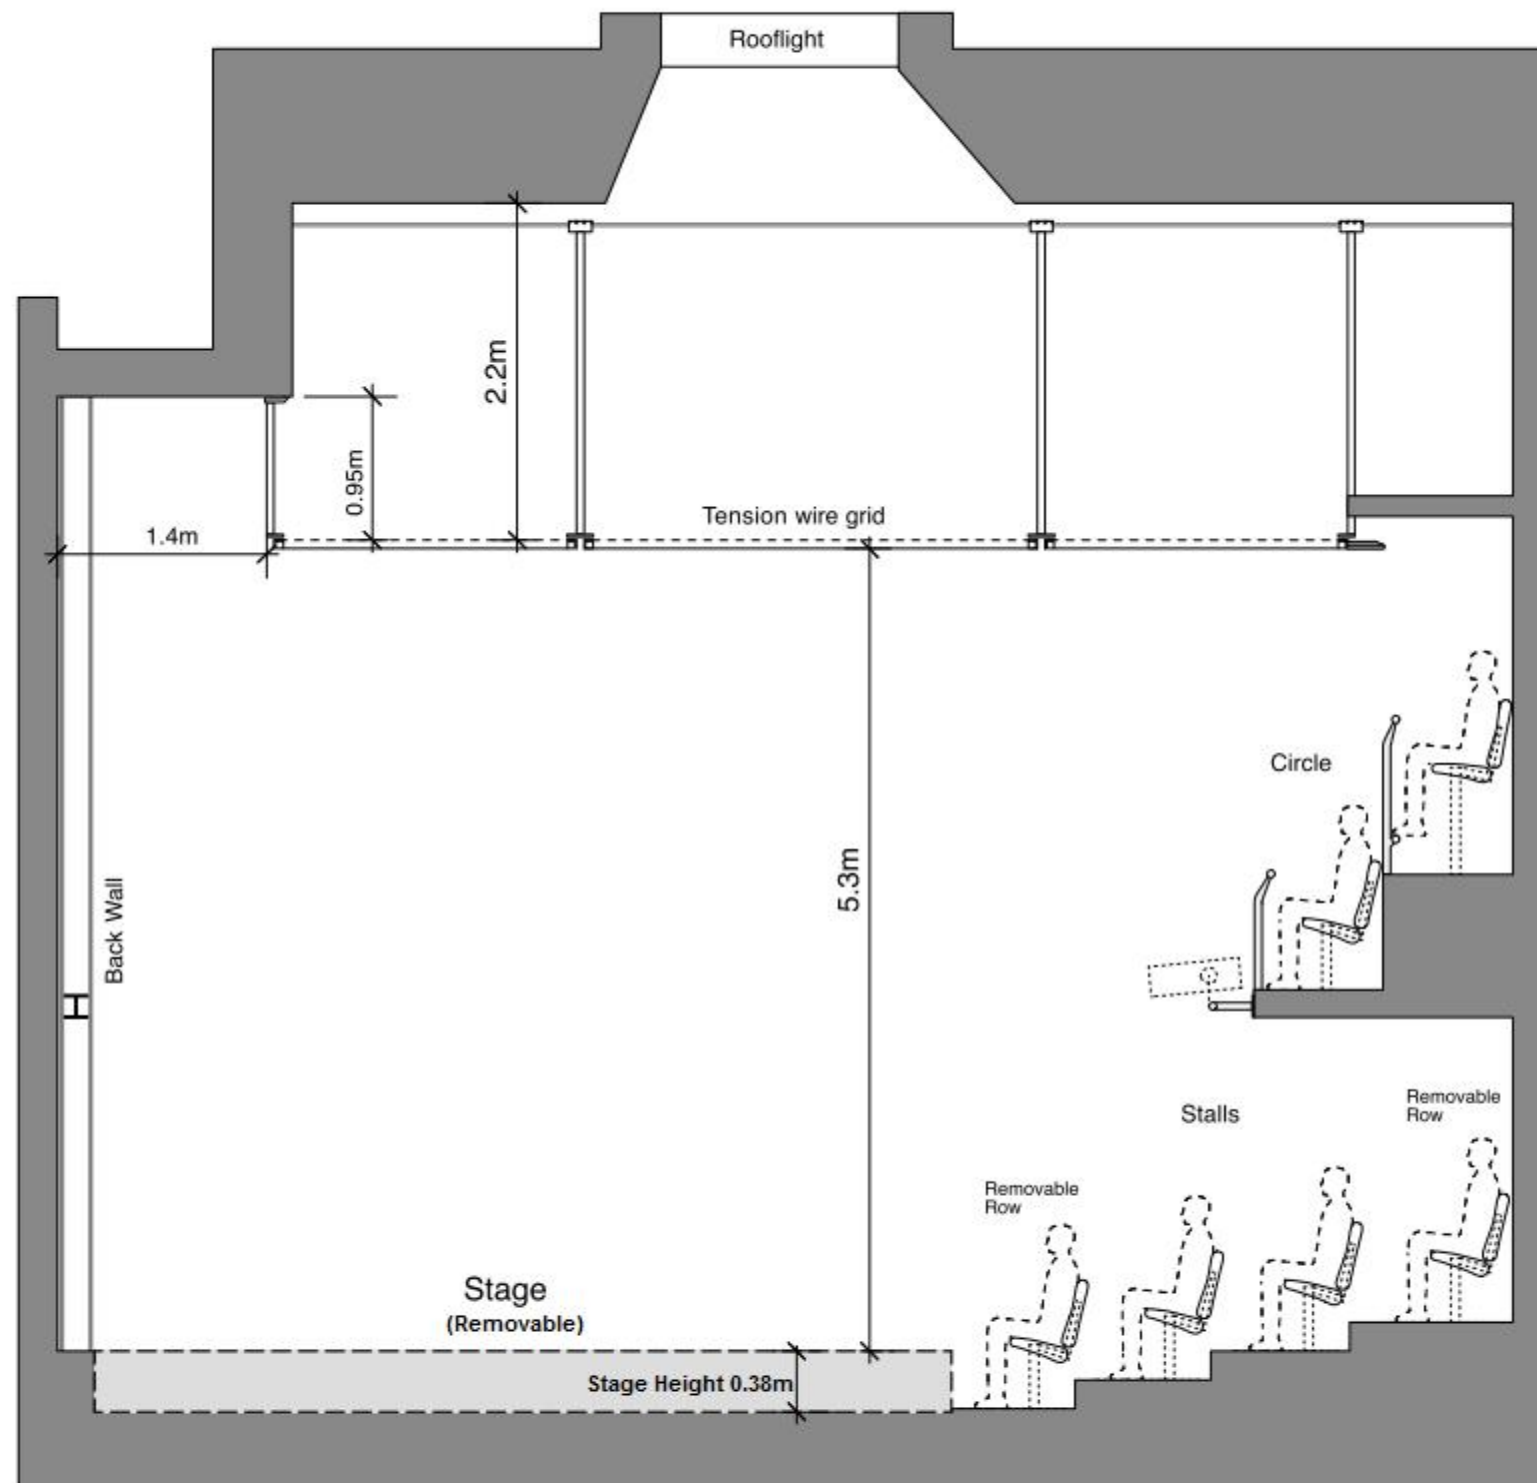 Rooflight
2.2m
0.95m
1.4m
Tension wire grid
Circle
5.3m
Back Wall
Removable
Row
Stalls
Removable
Row
Stage
(Removable)
Stage Height 0.38m